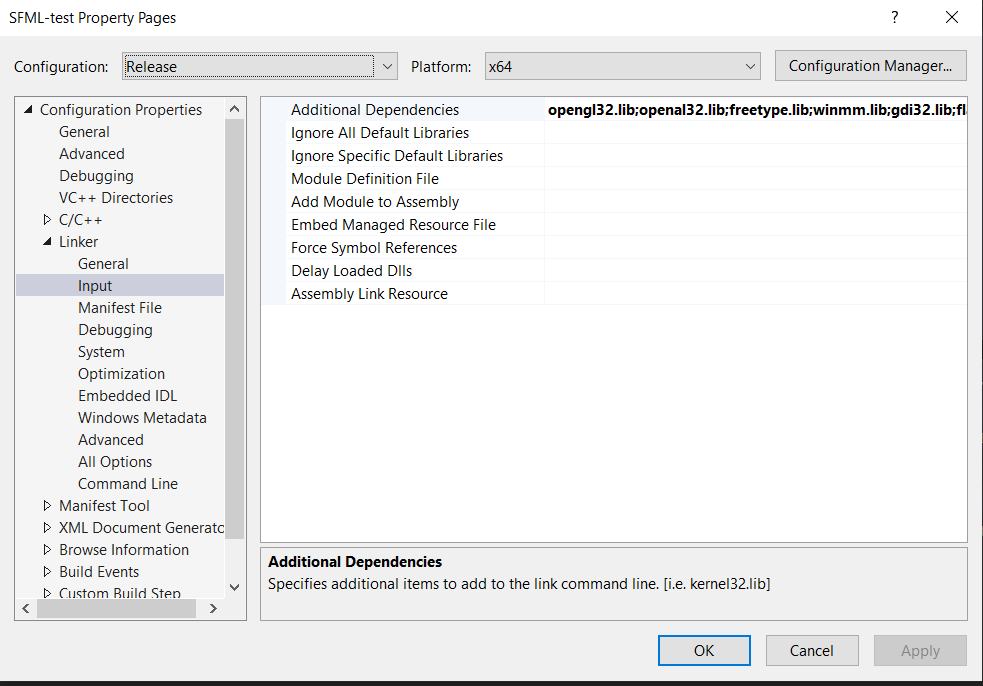 SFML-test Property Pages
?
Configuration: Release Platform: x64 Configuration Manager...
Configuration Properties
General
Advanced
Debugging
VC++ Directories
C/C++
Linker
General
Input
Manifest File
Debugging
System
Optimization
Embedded IDL
Windows Metadata
Advanced
All Options
Command Line
Manifest Tool
XML Document Generato
Browse Information
Build Events
Custom Build Step
Additional Dependencies opengl32.lib;openal32.lib;freetype.lib;winmm.lib;gdi32.lib;fl
Ignore All Default Libraries
Ignore Specific Default Libraries
Module Definition File
Add Module to Assembly
Embed Managed Resource File
Force Symbol References
Delay Loaded Dlls
Assembly Link Resource
Additional Dependencies
Specifies additional items to add to the link command line. [i.e. kernel32.lib]
OK Cancel Apply